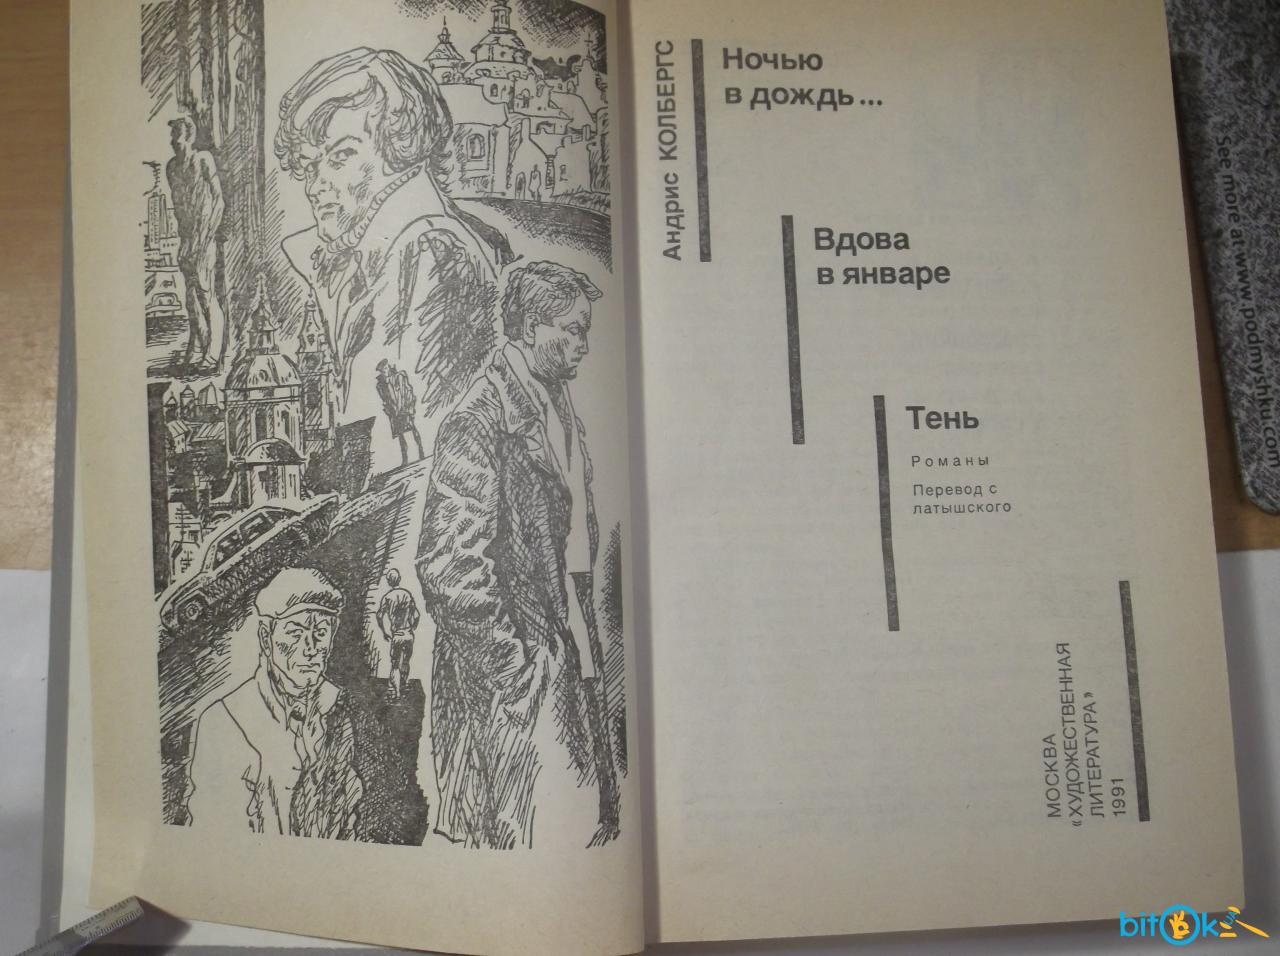 Андрис КОЛБЕРГС
Ночью
в дождь...
Вдова
в январе
Тень
Романы
Перевод с
латышского
МОСКВА
«ХУДОЖЕСТВЕННАЯ
ЛИТЕРАТУРА»
1991
See more at www.podmyshku.com
bitOk
UA